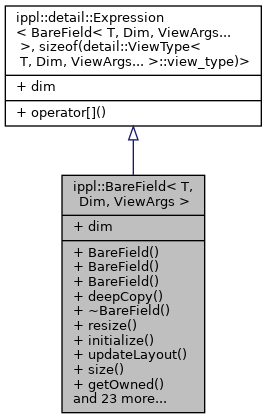 ippl::detail::Expression
< BareField< T, Dim, ViewArgs...
>, sizeof(detail::ViewType<
T, Dim, ViewArgs... >::view_type)>
+ dim
+ operator[]()
ippl::BareField< T,
Dim, ViewArgs >
+ dim
+ BareField()
+ BareField()
+ BareField()
+ deepCopy()
+ ~BareField()
+ resize()
+ initialize()
+ updateLayout()
+ size()
+ getOwned()
and 23 more...